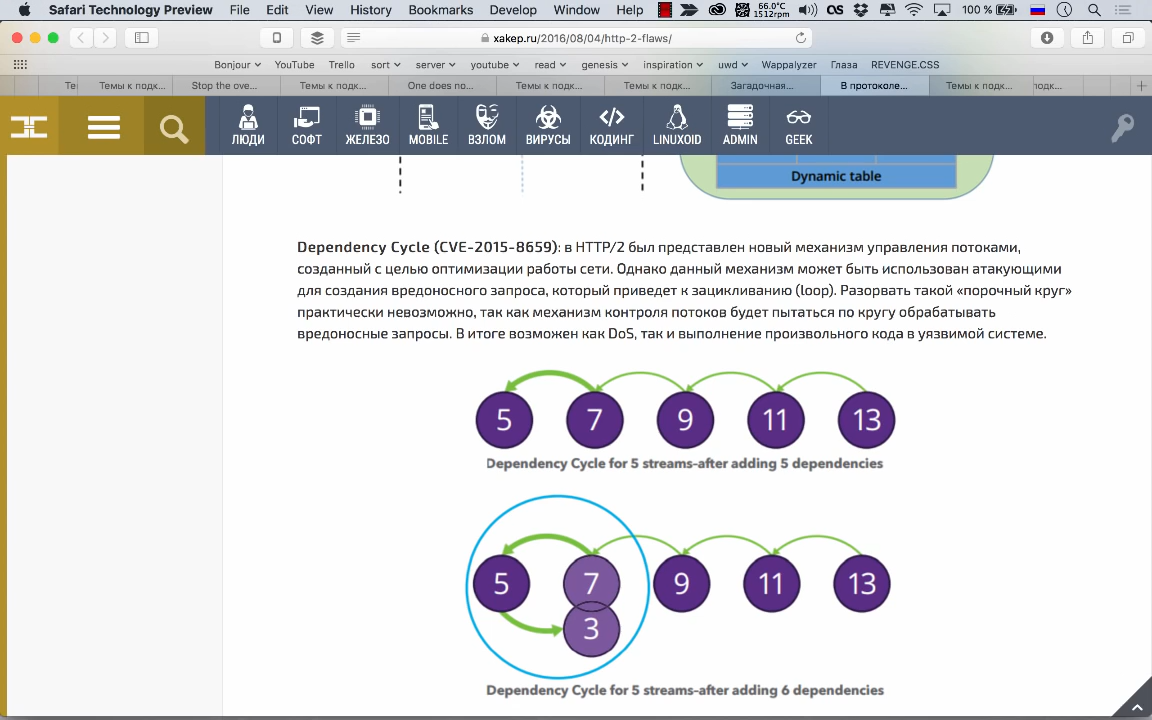 Safari Technology Preview File Edit View History Bookmarks Develop Window Help 66.0°C 1512rpm 100 %
xakep.ru/2016/08/04/http-2-flaws/
Bonjour YouTube Trello sort server youtube read genesis inspiration uwd Wappalyzer Глаза REVENGE.CSS
Темы к подк... Stop the ove... Темы к подк... One does no... Темы к подк... Темы к подк... Загадочная... В протоколе... Темы к подк...
ЛЮДИ СОФТ ЖЕЛЕЗО MOBILE ВЗЛОМ ВИРУСЫ КОДИНГ LINUXOID ADMIN GEEK
Dynamic table
Dependency Cycle (CVE-2015-8659): в HTTP/2 был представлен новый механизм управления потоками,
созданный с целью оптимизации работы сети. Однако данный механизм может быть использован атакующими
для создания вредоносного запроса, который приведет к зацикливанию (loop). Разорвать такой «порочный круг»
практически невозможно, так как механизм контроля потоков будет пытаться по кругу обрабатывать
вредоносные запросы. В итоге возможен как DoS, так и выполнение произвольного кода в уязвимой системе.
5 7 9 11 13
Dependency Cycle for 5 streams-after adding 5 dependencies
5 7 9 11 13
3
Dependency Cycle for 5 streams-after adding 6 dependencies